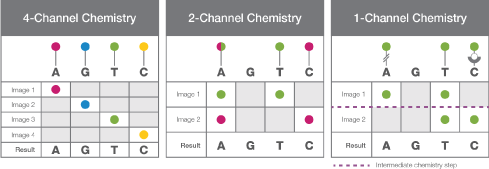 4-Channel Chemistry
A G T C
Image 1
Image 2
Image 3
Image 4
Result A G T C
2-Channel Chemistry
A G T C
Image 1
Image 2
Result A G T C
1-Channel Chemistry
A G T C
Image 1
Image 2
Result A G T C
Intermediate chemistry step